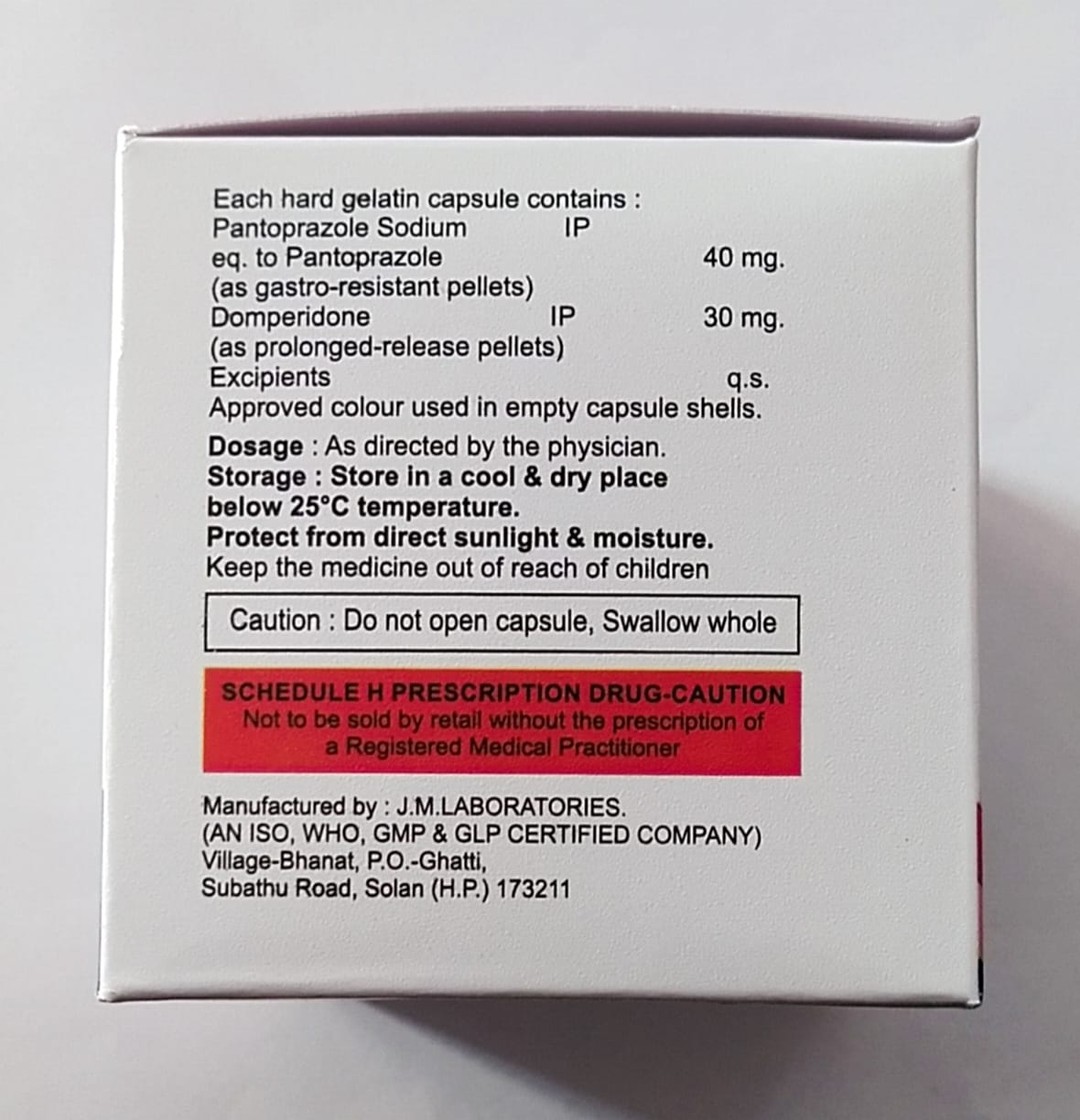 Each hard gelatin capsule contains :
Pantoprazole Sodium IP
eq. to Pantoprazole 40 mg.
(as gastro-resistant pellets)
Domperidone IP 30 mg.
(as prolonged-release pellets)
Excipients q.s.
Approved colour used in empty capsule shells.
Dosage : As directed by the physician.
Storage : Store in a cool & dry place
below 25°C temperature.
Protect from direct sunlight & moisture.
Keep the medicine out of reach of children
Caution : Do not open capsule, Swallow whole
SCHEDULE H PRESCRIPTION DRUG-CAUTION
Not to be sold by retail without the prescription of
a Registered Medical Practitioner
Manufactured by : J.M.LABORATORIES.
(AN ISO, WHO, GMP & GLP CERTIFIED COMPANY)
Village-Bhanat, P.O.-Ghatti,
Subathu Road, Solan (H.P.) 173211